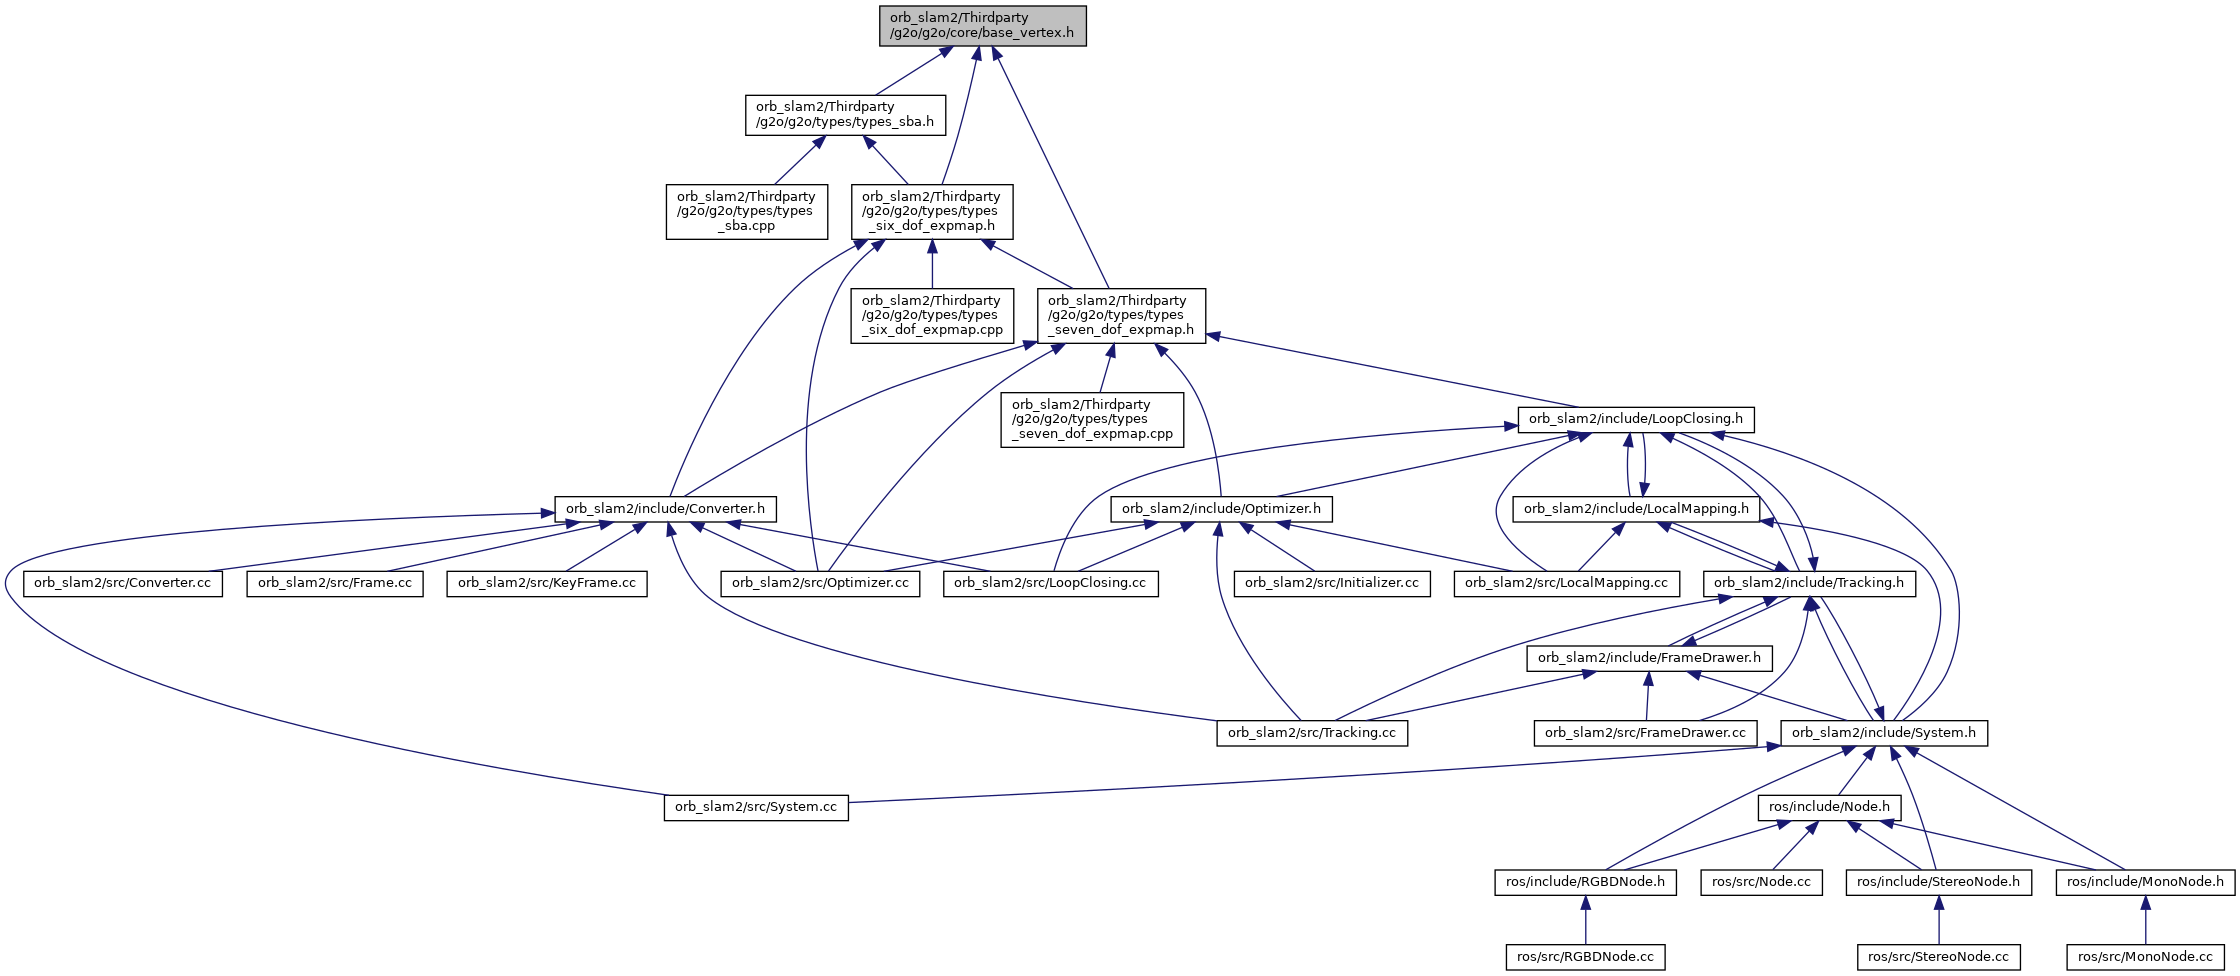 orb_slam2/Thirdparty
/g2o/g2o/core/base_vertex.h
orb_slam2/Thirdparty
/g2o/g2o/types/types_sba.h
orb_slam2/Thirdparty
/g2o/g2o/types/types
_sba.cpp
orb_slam2/Thirdparty
/g2o/g2o/types/types
_six_dof_expmap.h
orb_slam2/Thirdparty
/g2o/g2o/types/types
_six_dof_expmap.cpp
orb_slam2/Thirdparty
/g2o/g2o/types/types
_seven_dof_expmap.h
orb_slam2/Thirdparty
/g2o/g2o/types/types
_seven_dof_expmap.cpp
orb_slam2/include/LoopClosing.h
orb_slam2/include/Converter.h
orb_slam2/include/Optimizer.h
orb_slam2/include/LocalMapping.h
orb_slam2/src/Converter.cc
orb_slam2/src/Frame.cc
orb_slam2/src/KeyFrame.cc
orb_slam2/src/Optimizer.cc
orb_slam2/src/LoopClosing.cc
orb_slam2/src/Initializer.cc
orb_slam2/src/LocalMapping.cc
orb_slam2/include/Tracking.h
orb_slam2/include/FrameDrawer.h
orb_slam2/src/Tracking.cc
orb_slam2/src/FrameDrawer.cc
orb_slam2/include/System.h
orb_slam2/src/System.cc
ros/include/Node.h
ros/include/RGBDNode.h
ros/src/Node.cc
ros/include/StereoNode.h
ros/include/MonoNode.h
ros/src/RGBDNode.cc
ros/src/StereoNode.cc
ros/src/MonoNode.cc